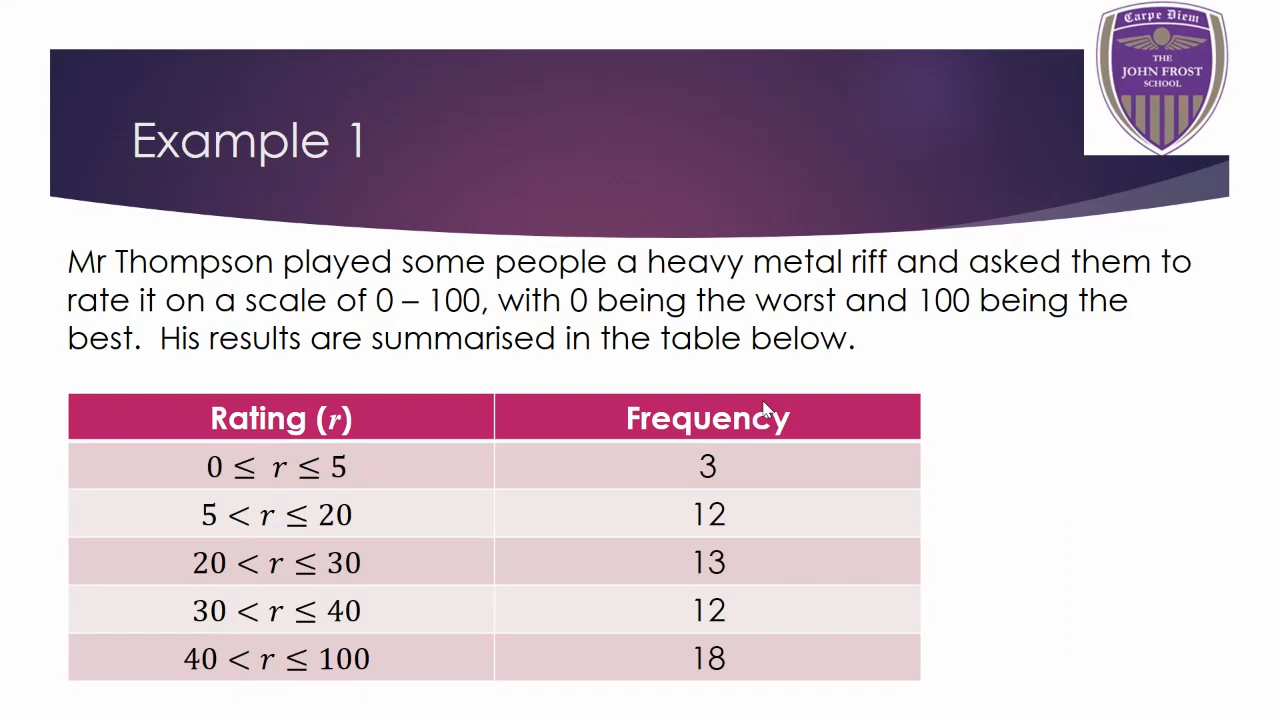 Carpe Diem
THE
JOHN FROST
SCHOOL
Example 1
Mr Thompson played some people a heavy metal riff and asked them to
rate it on a scale of 0 – 100, with 0 being the worst and 100 being the
best.  His results are summarised in the table below.
Rating (r) Frequency
0 ≤ r ≤ 5 3
5 < r ≤ 20 12
20 < r ≤ 30 13
30 < r ≤ 40 12
40 < r ≤ 100 18